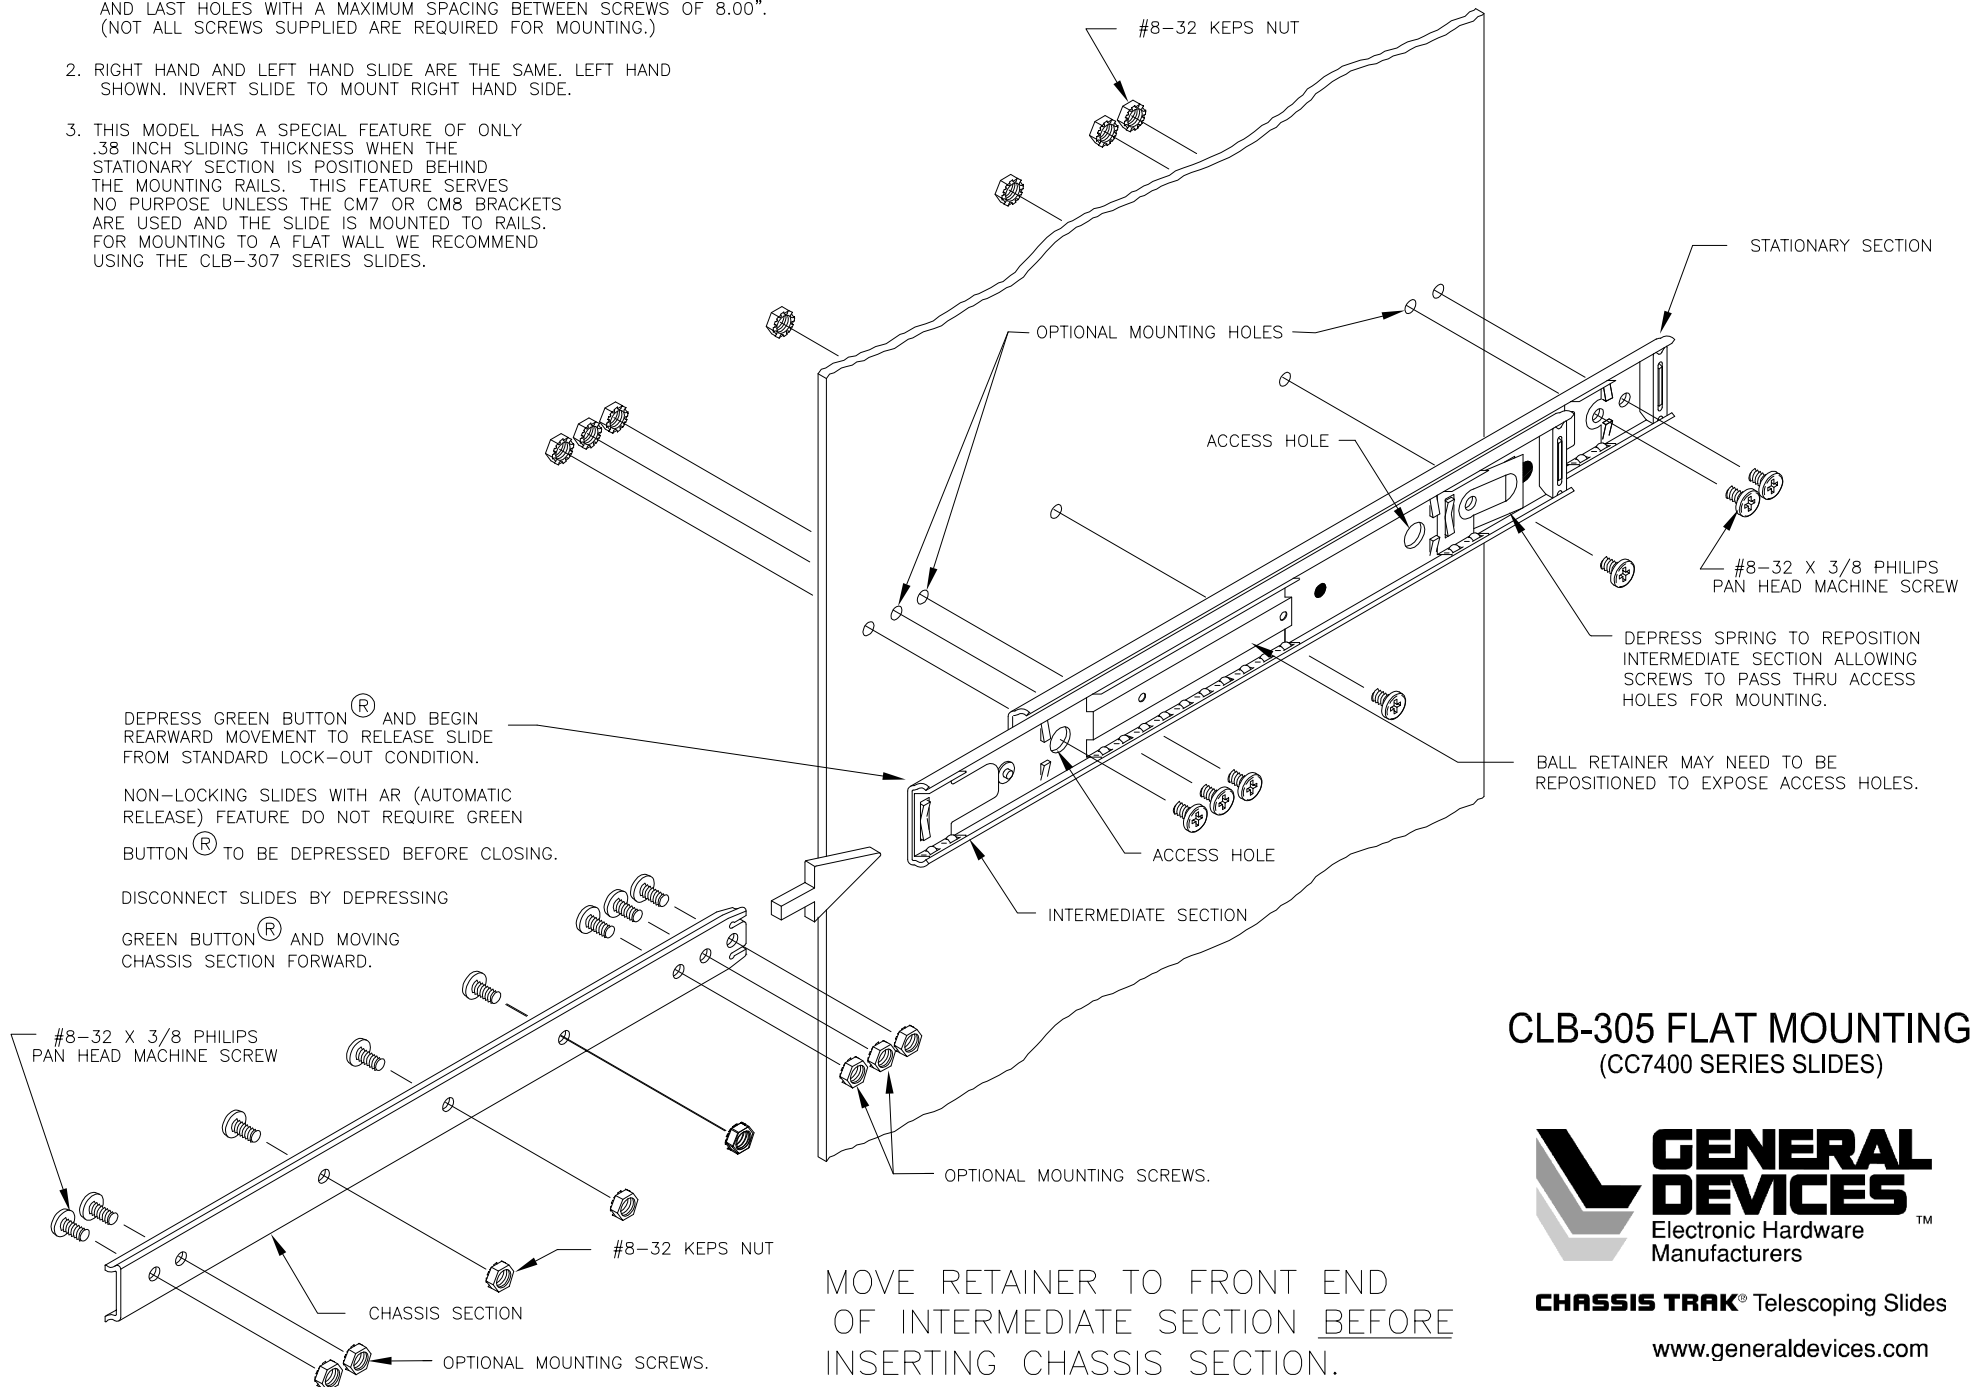 AND LAST HOLES WITH A MAXIMUM SPACING BETWEEN SCREWS OF 8.00".
(NOT ALL SCREWS SUPPLIED ARE REQUIRED FOR MOUNTING.)
2. RIGHT HAND AND LEFT HAND SLIDE ARE THE SAME. LEFT HAND
SHOWN. INVERT SLIDE TO MOUNT RIGHT HAND SIDE.
3. THIS MODEL HAS A SPECIAL FEATURE OF ONLY
.38 INCH SLIDING THICKNESS WHEN THE
STATIONARY SECTION IS POSITIONED BEHIND
THE MOUNTING RAILS. THIS FEATURE SERVES
NO PURPOSE UNLESS THE CM7 OR CM8 BRACKETS
ARE USED AND THE SLIDE IS MOUNTED TO RAILS.
FOR MOUNTING TO A FLAT WALL WE RECOMMEND
USING THE CLB-307 SERIES SLIDES.
#8-32 KEPS NUT
STATIONARY SECTION
OPTIONAL MOUNTING HOLES
ACCESS HOLE
#8-32 X 3/8 PHILIPS
PAN HEAD MACHINE SCREW
DEPRESS SPRING TO REPOSITION
INTERMEDIATE SECTION ALLOWING
SCREWS TO PASS THRU ACCESS
HOLES FOR MOUNTING.
BALL RETAINER MAY NEED TO BE
REPOSITIONED TO EXPOSE ACCESS HOLES.
DEPRESS GREEN BUTTON ® AND BEGIN
REARWARD MOVEMENT TO RELEASE SLIDE
FROM STANDARD LOCK-OUT CONDITION.
NON-LOCKING SLIDES WITH AR (AUTOMATIC
RELEASE) FEATURE DO NOT REQUIRE GREEN
BUTTON ® TO BE DEPRESSED BEFORE CLOSING.
DISCONNECT SLIDES BY DEPRESSING
GREEN BUTTON ® AND MOVING
CHASSIS SECTION FORWARD.
ACCESS HOLE
INTERMEDIATE SECTION
#8-32 X 3/8 PHILIPS
PAN HEAD MACHINE SCREW
OPTIONAL MOUNTING SCREWS.
#8-32 KEPS NUT
CHASSIS SECTION
OPTIONAL MOUNTING SCREWS.
MOVE RETAINER TO FRONT END
OF INTERMEDIATE SECTION BEFORE
INSERTING CHASSIS SECTION.
CLB-305 FLAT MOUNTING
(CC7400 SERIES SLIDES)
GENERAL
DEVICES ™
Electronic Hardware
Manufacturers
CHASSIS TRAK® Telescoping Slides
www.generaldevices.com